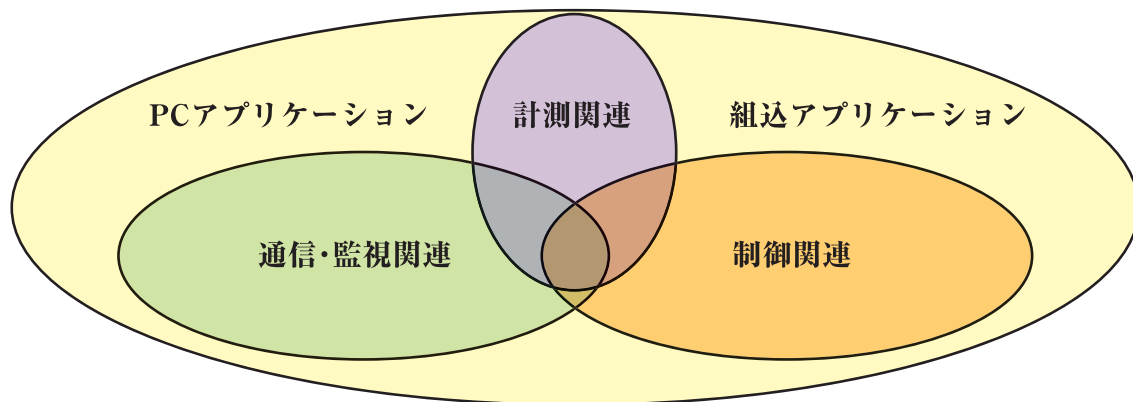 PCアプリケーション
計測関連
組込アプリケーション
通信・監視関連
制御関連